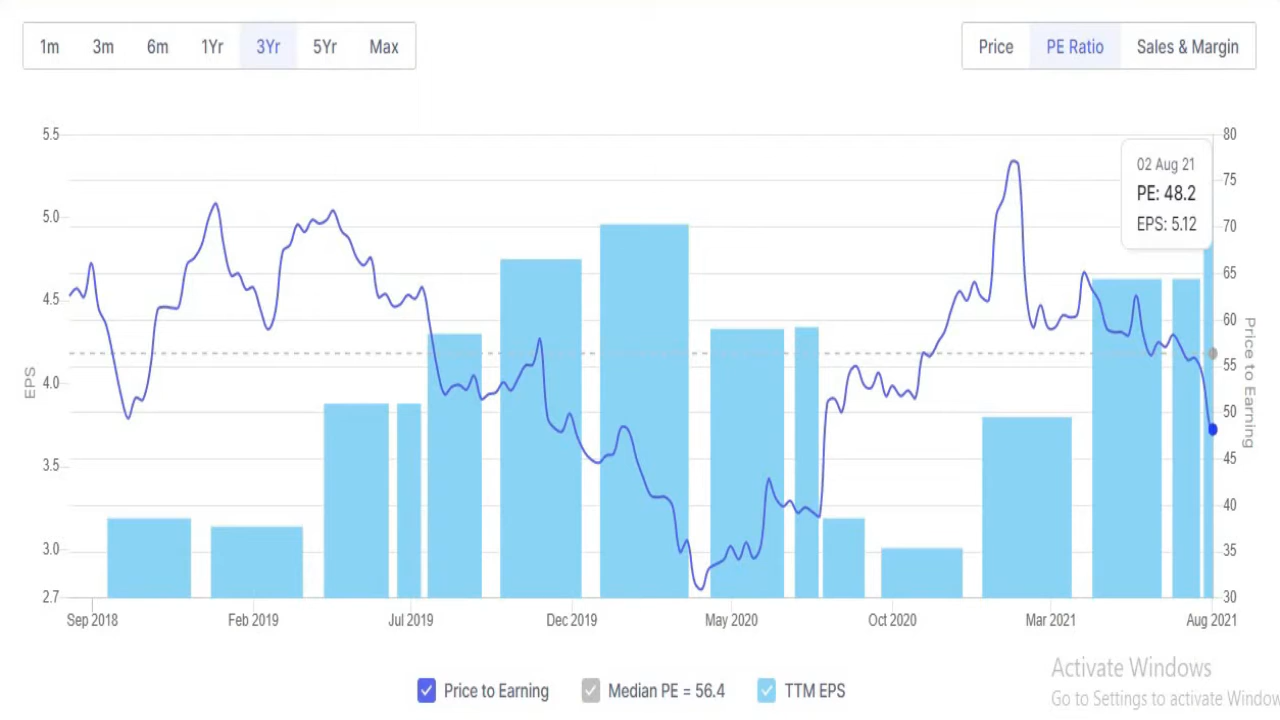 1m 3m 6m 1Yr 3Yr 5Yr Max Price PE Ratio Sales & Margin
5.5 80
02 Aug 21
75
PE: 48.2
5.0 70
EPS: 5.12
65
4.5
60
EPS
Price to Earning
55
4.0
50
3.5 45
40
3.0 35
2.7 30
Sep 2018 Feb 2019 Jul 2019 Dec 2019 May 2020 Oct 2020 Mar 2021 Aug 2021
Activate Windows
Price to Earning Median PE = 56.4 TTM EPS
Go to Settings to activate Window